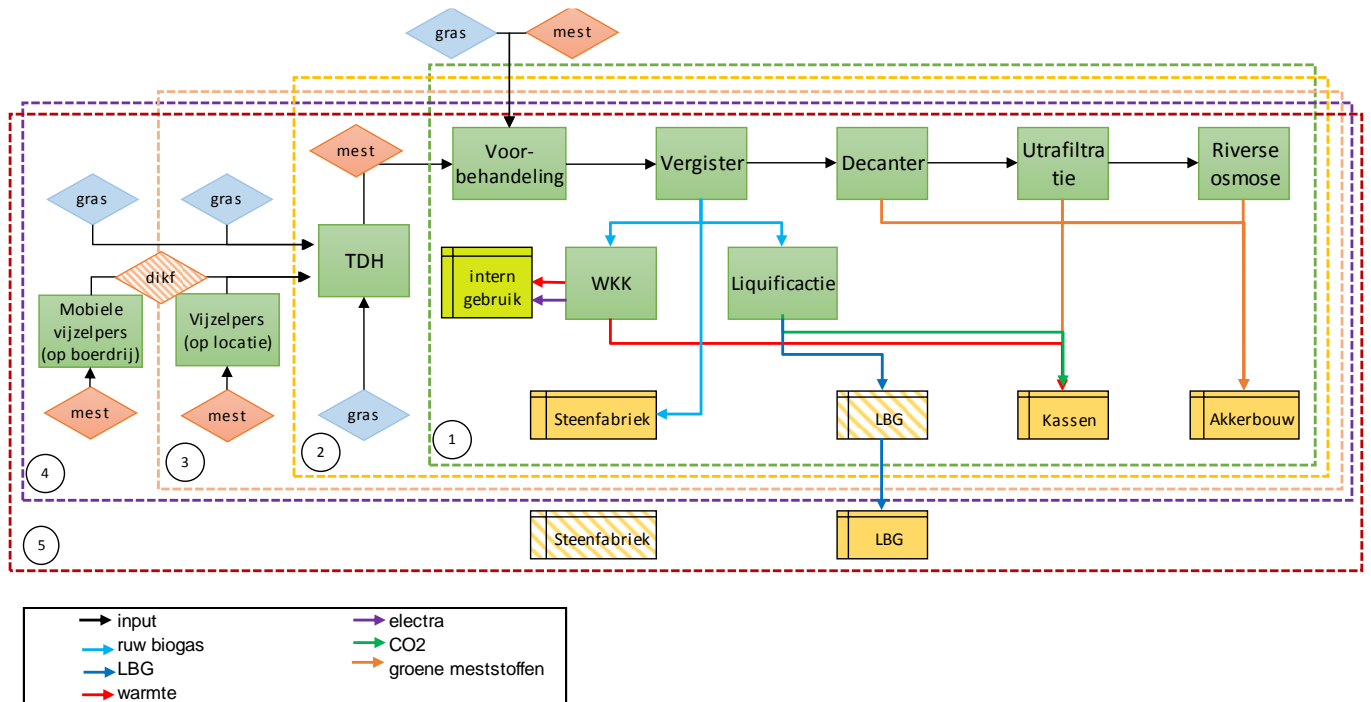 gras
mest
mest
Voor-
behandeling
Vergister
Decanter
Utrafiltra
tie
Riverse
osmose
gras
gras
TDH
dikf
intern
gebruik
WKK
Liquificactie
Mobiele
vijzelpers
(op boerdrij)
Vijzelpers
(op locatie)
mest
mest
gras
Steenfabriek
LBG
Kassen
Akkerbouw
1
2
3
4
Steenfabriek
LBG
5
input
ruw biogas
LBG
warmte
electra
CO2
groene meststoffen